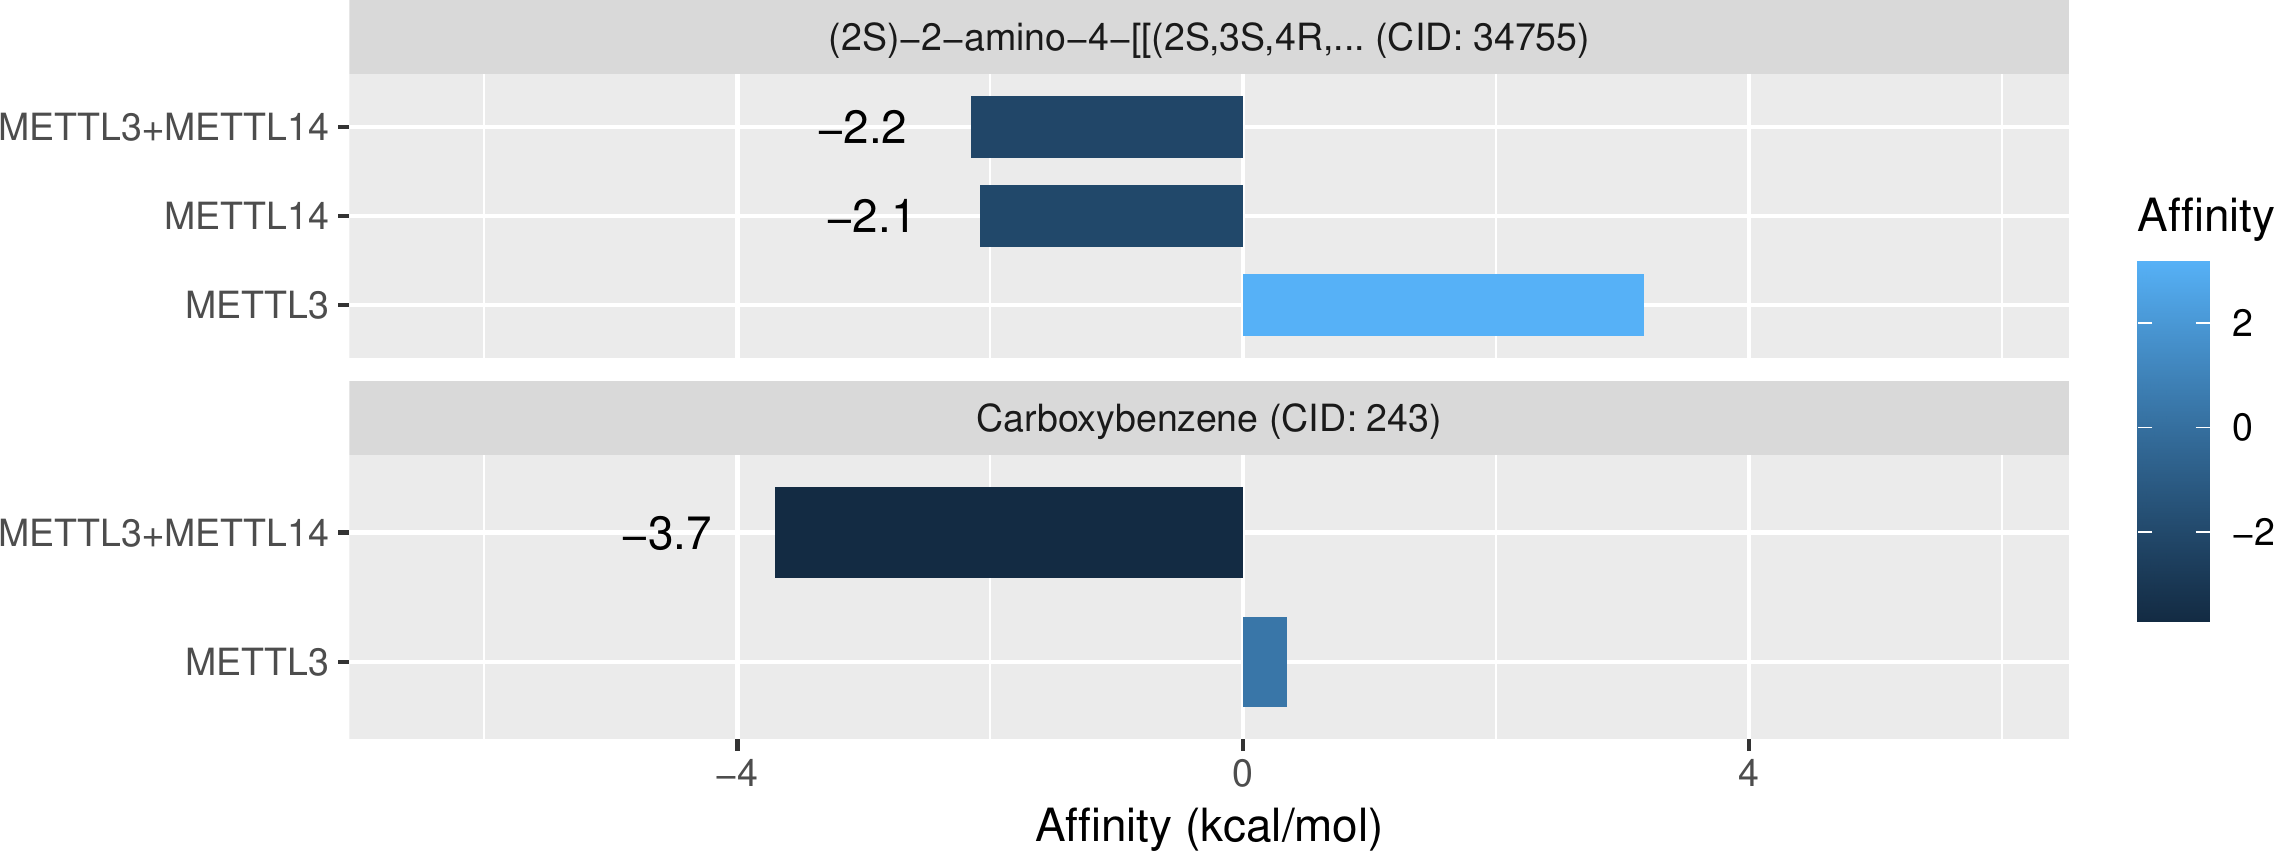 (2S)−2−amino−4−[[(2S,3S,4R,... (CID: 34755)
METTL3+METTL14
−2.2
METTL14
−2.1
METTL3
Carboxybenzene (CID: 243)
METTL3+METTL14
−3.7
METTL3
−4 0 4
Affinity (kcal/mol)
Affinity
2
0
−2